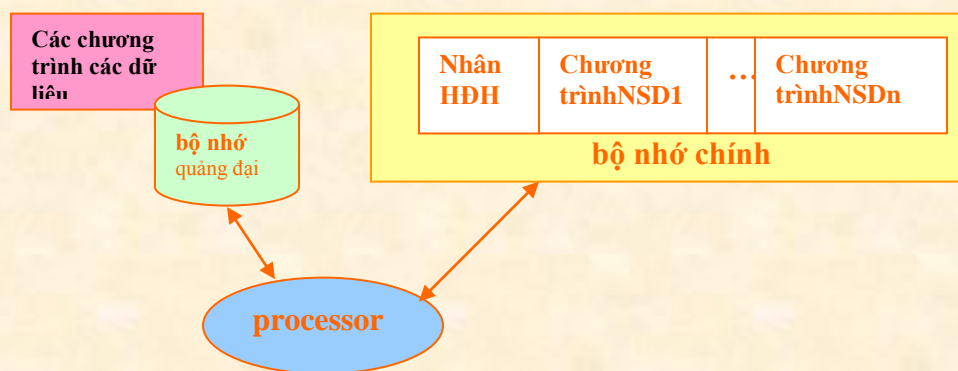 Các chương
trình các dữ
liệu
bộ nhớ
quảng đại
Nhân
HĐH
Chương
trìnhNSD1
…
Chương
trìnhNSDn
bộ nhớ chính
processor